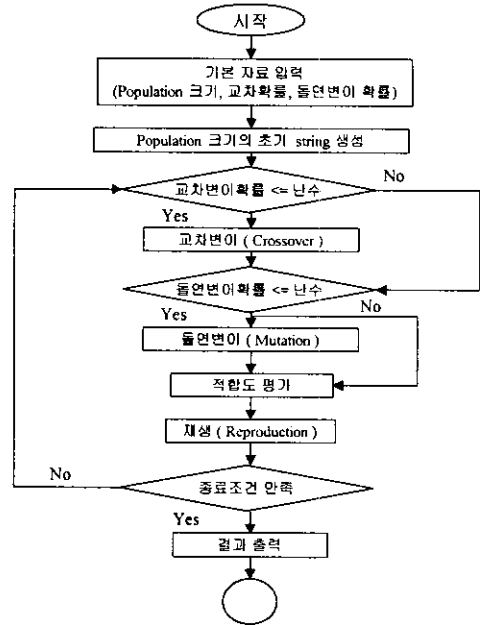 시작
기본 자료 입력
(Population 크기, 교차확률, 돌연변이 확률)
Population 크기의 초기 string 생성
교차변이확률 <= 난수
No
Yes
교차변이 ( Crossover )
돌연변이확률 <= 난수
No
Yes
돌연변이 ( Mutation )
적합도 평가
재생 ( Reproduction )
No
종료조건 만족
Yes
결과 출력